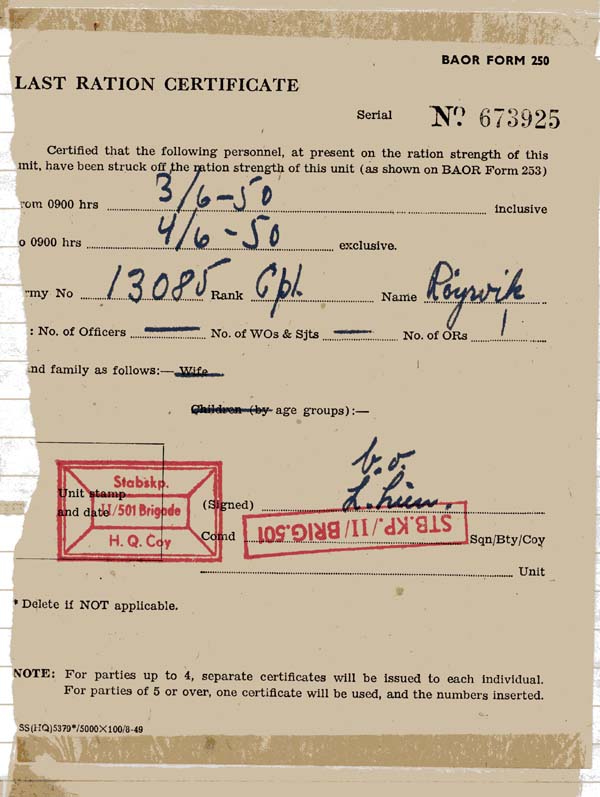 BAOR FORM 250
LAST RATION CERTIFICATE
Serial Nº 673925
Certified that the following personnel, at present on the ration strength of this
nit, have been struck off the ration strength of this unit (as shown on BAOR Form 253)
rom 0900 hrs 3/6-50 inclusive
o 0900 hrs 4/6-50 exclusive.
my No 13085 Rank Cpl. Name Röysvik
: No. of Officers — No. of WOs & Sjts — No. of ORs 1
nd family as follows:— Wife
Children (by age groups):—
Stabskp.
II/501 Brigade
H. Q. Coy
Unit stamp
and date
b.o.
(Signed) L. Lien.
STB.KP./II/BRIG.501
Comd Sqn/Bty/Coy
Unit
* Delete if NOT applicable.
NOTE: For parties up to 4, separate certificates will be issued to each individual.
For parties of 5 or over, one certificate will be used, and the numbers inserted.
SS(HQ)5379*/5000×100/8-49